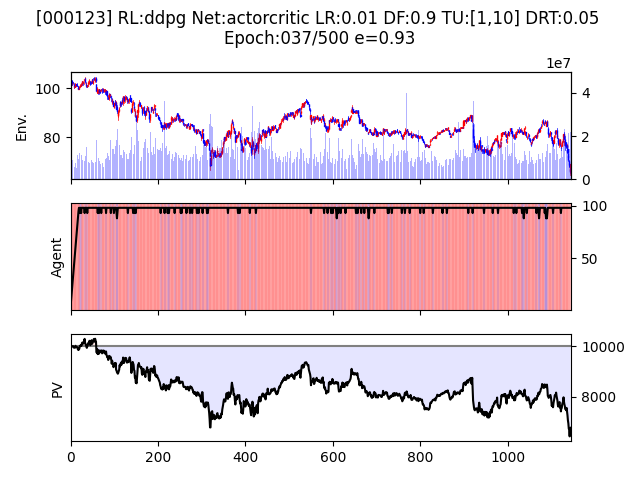 [000123] RL:ddpg Net:actorcritic LR:0.01 DF:0.9 TU:[1,10] DRT:0.05
Epoch:037/500 e=0.93
1e7
Env.
100
80
4
2
0
Agent
100
50
PV
10000
8000
0 200 400 600 800 1000